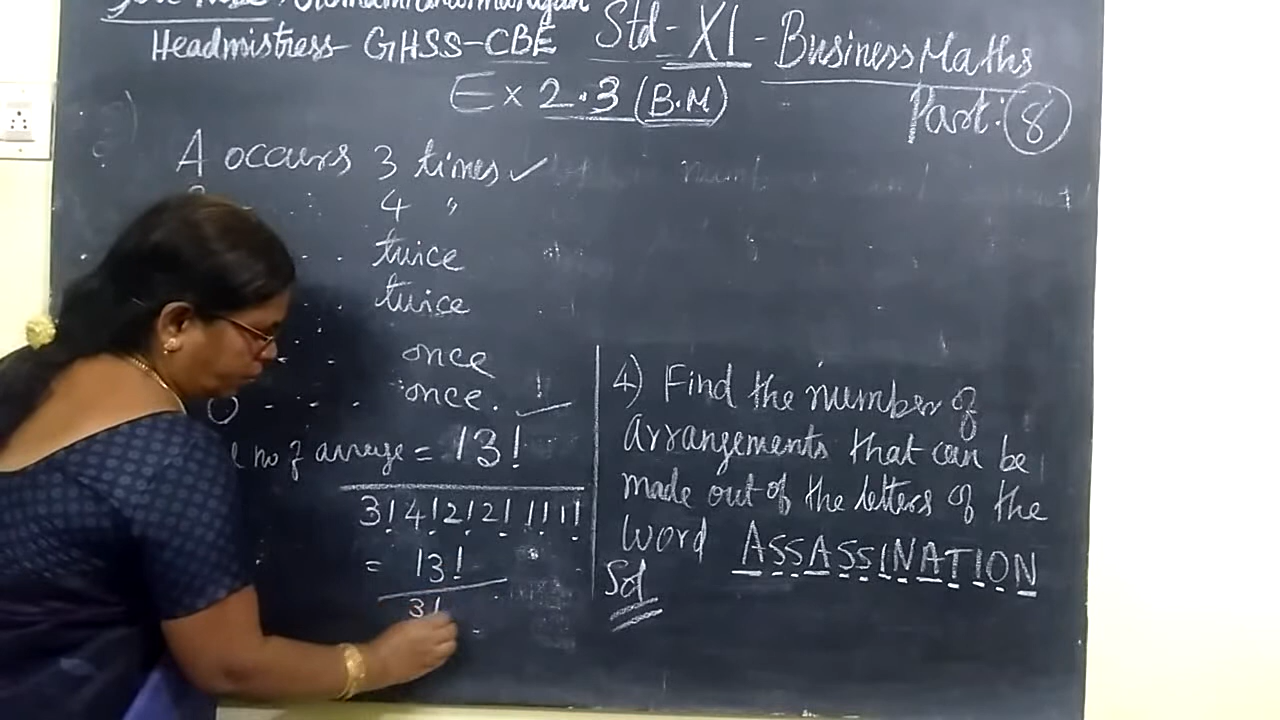 Headmistress- GHSS-CBE Std- XI - Business Maths
Ex 2.3 (B.M)
Part: 8
A occurs 3 times ✓
4 "
. . twice
. . twice
once
O - - - - once. ✓
no of arrange = 13!
3! 4! 2! 2! 1! 1!
= 13!
3!
4) Find the number of
arrangements that can be
made out of the letters of the
word ASSASSINATION
Sol